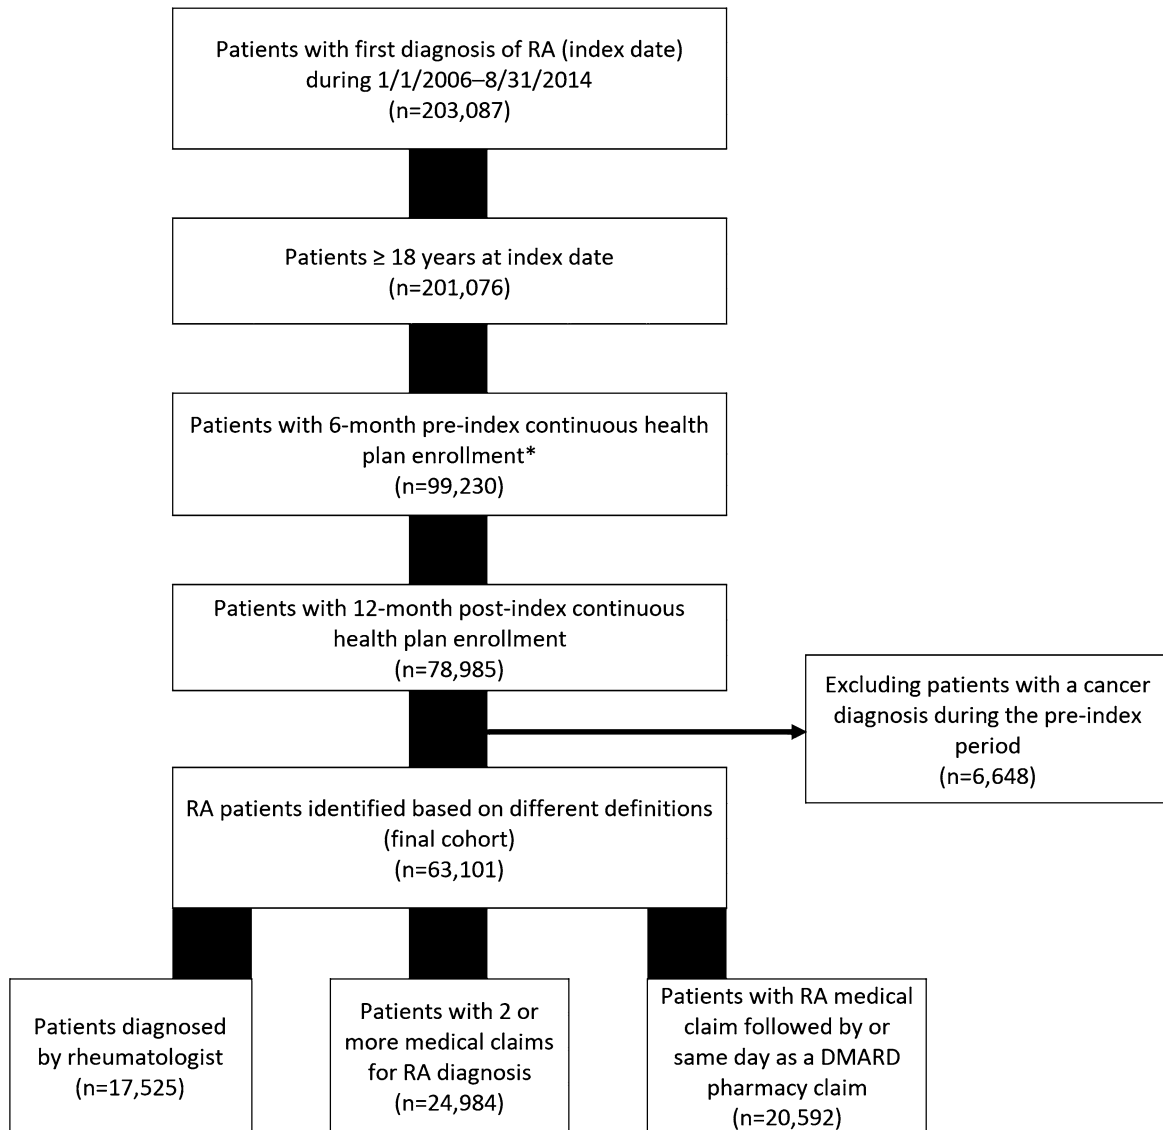 Patients with first diagnosis of RA (index date)
during 1/1/2006–8/31/2014
(n=203,087)
Patients ≥ 18 years at index date
(n=201,076)
Patients with 6-month pre-index continuous health
plan enrollment*
(n=99,230)
Patients with 12-month post-index continuous
health plan enrollment
(n=78,985)
Excluding patients with a cancer
diagnosis during the pre-index
period
(n=6,648)
RA patients identified based on different definitions
(final cohort)
(n=63,101)
Patients diagnosed
by rheumatologist
(n=17,525)
Patients with 2 or
more medical claims
for RA diagnosis
(n=24,984)
Patients with RA medical
claim followed by or
same day as a DMARD
pharmacy claim
(n=20,592)